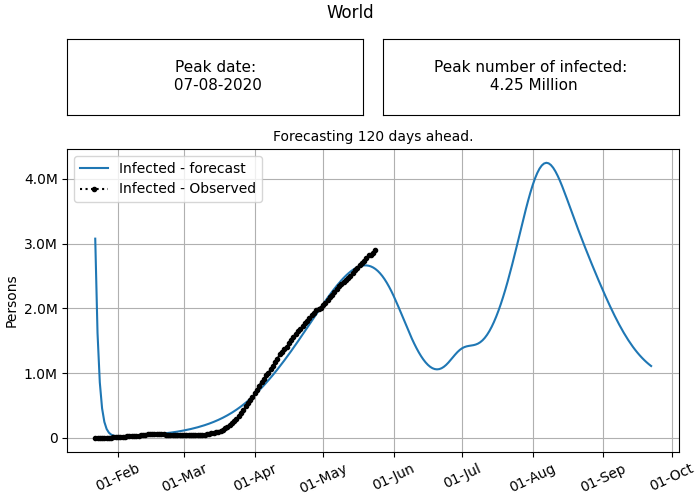 World
Peak date:
07-08-2020
Peak number of infected:
4.25 Million
Forecasting 120 days ahead.
Infected - forecast
Infected - Observed
Persons
4.0M
3.0M
2.0M
1.0M
0
01-Feb
01-Mar
01-Apr
01-May
01-Jun
01-Jul
01-Aug
01-Sep
01-Oct